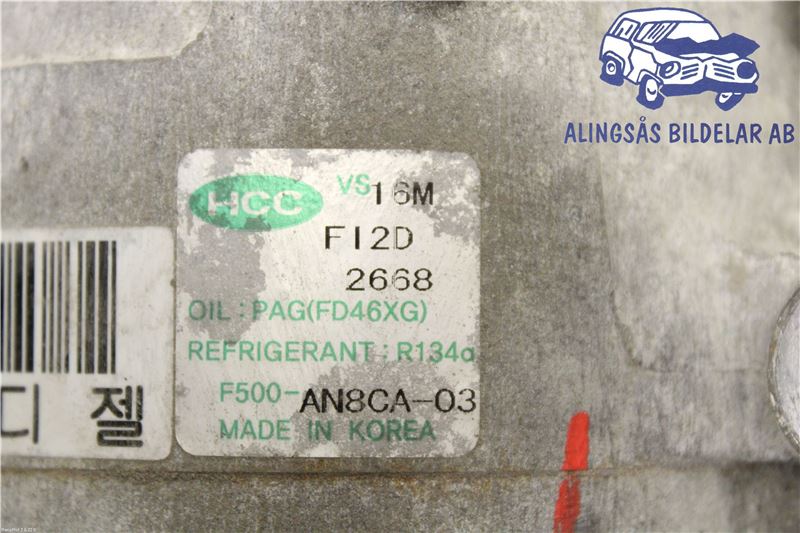 ALINGSÅS BILDELAR AB
HCC VS16M
F12D
2668
OIL : PAG(FD46XG)
REFRIGERANT : R134a
F500-AN8CA-03
MADE IN KOREA
디 젤